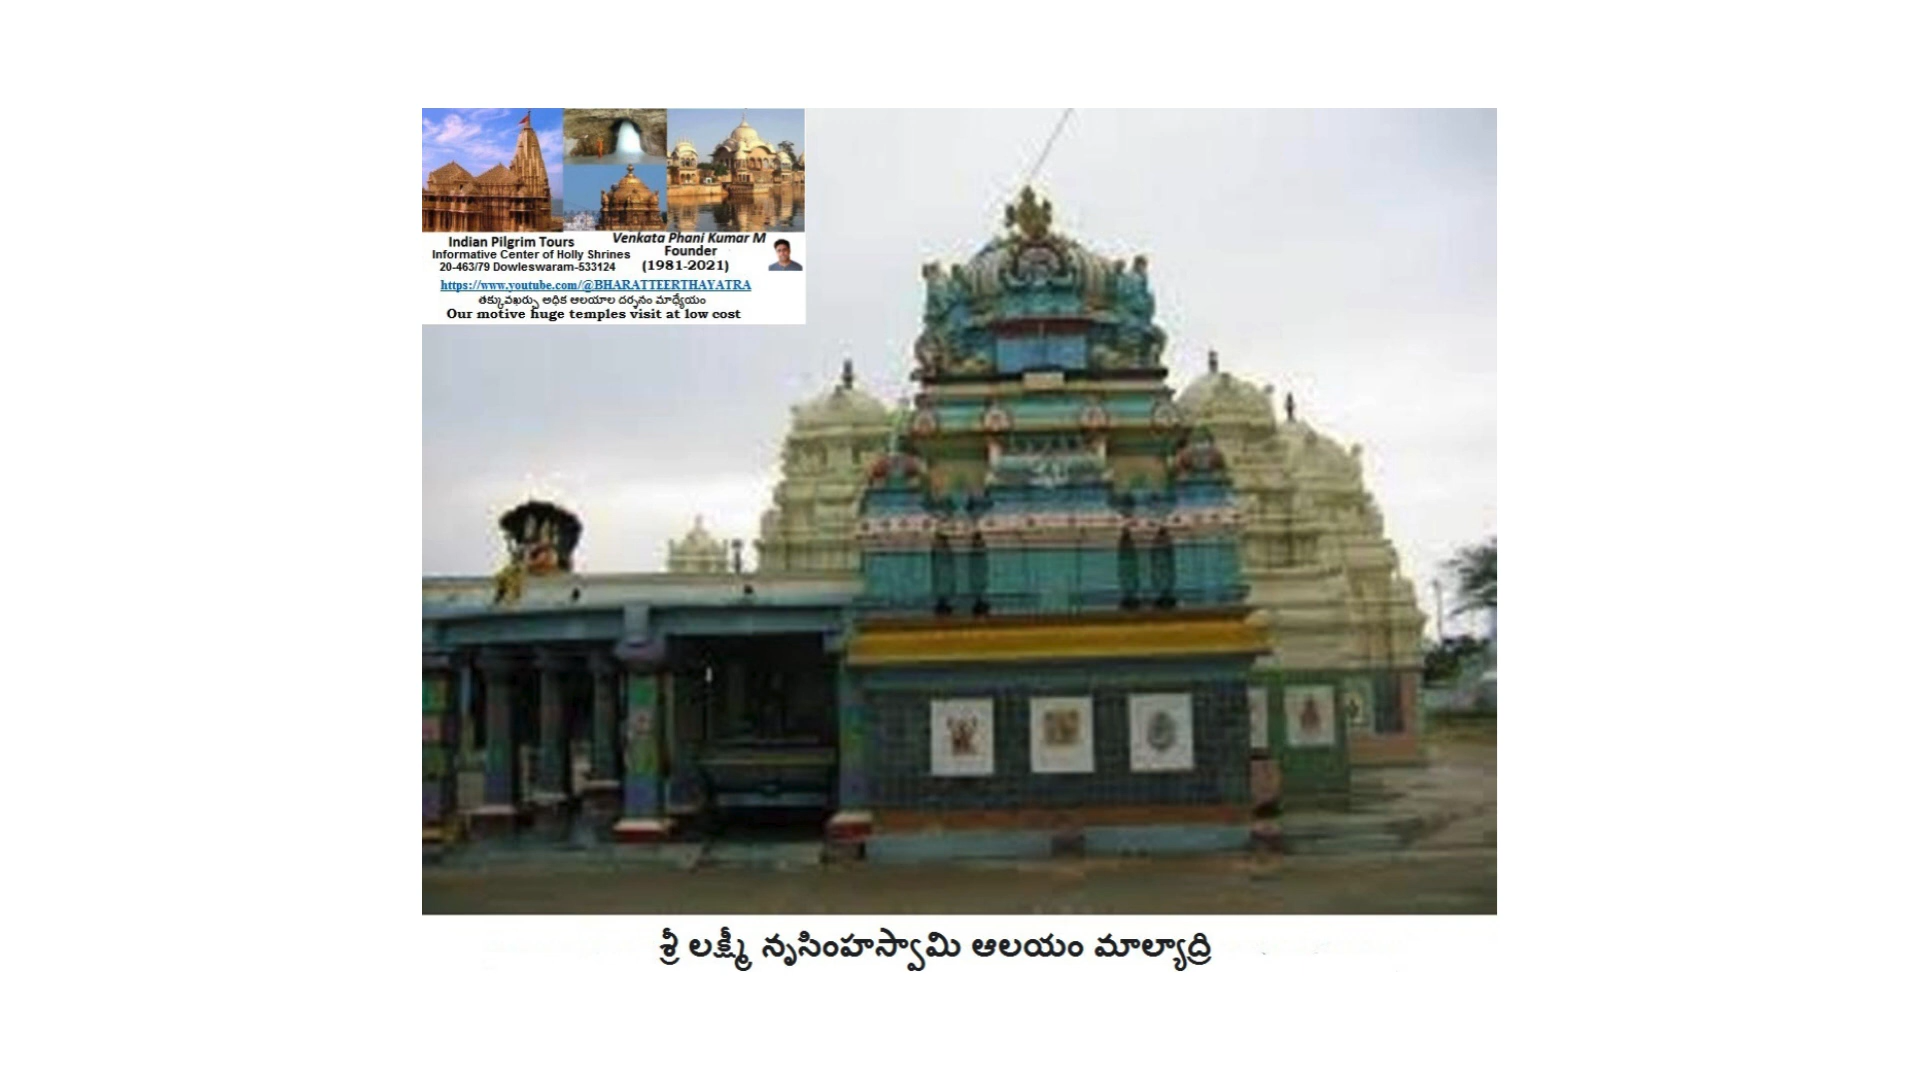 Indian Pilgrim Tours
Informative Center of Holly Shrines
20-463/79 Dowleswaram-533124
Venkata Phani Kumar M
Founder
(1981-2021)
https://www.youtube.com/@BHARATTEERTHAYATRA
తక్కువఖర్చు అధిక ఆలయాల దర్శనం మాధ్యేయం
Our motive huge temples visit at low cost
శ్రీ లక్ష్మీ నృసింహస్వామి ఆలయం మాల్యాద్రి